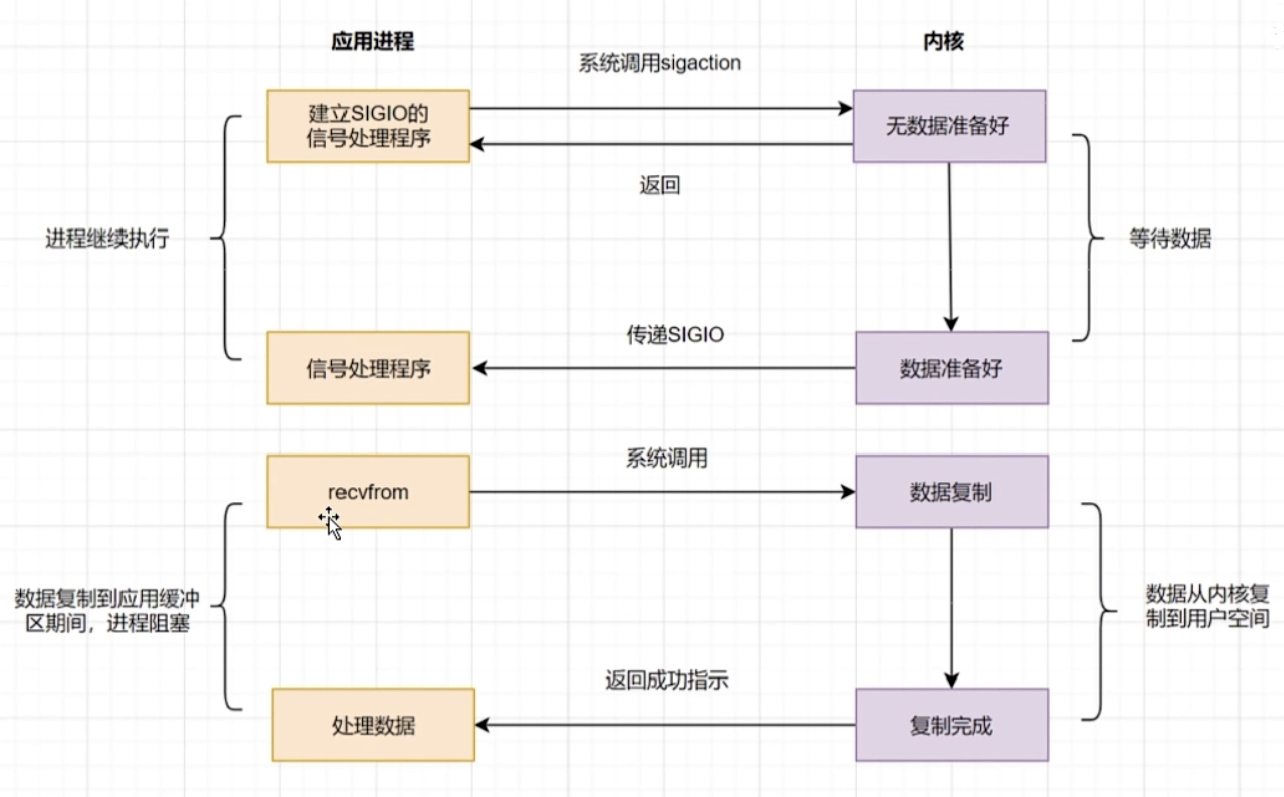 应用进程
内核
系统调用sigaction
建立SIGIO的
信号处理程序
无数据准备好
返回
进程继续执行
等待数据
传递SIGIO
信号处理程序
数据准备好
系统调用
recvfrom
数据复制
数据复制到应用缓冲
区期间，进程阻塞
数据从内核复
制到用户空间
返回成功指示
处理数据
复制完成